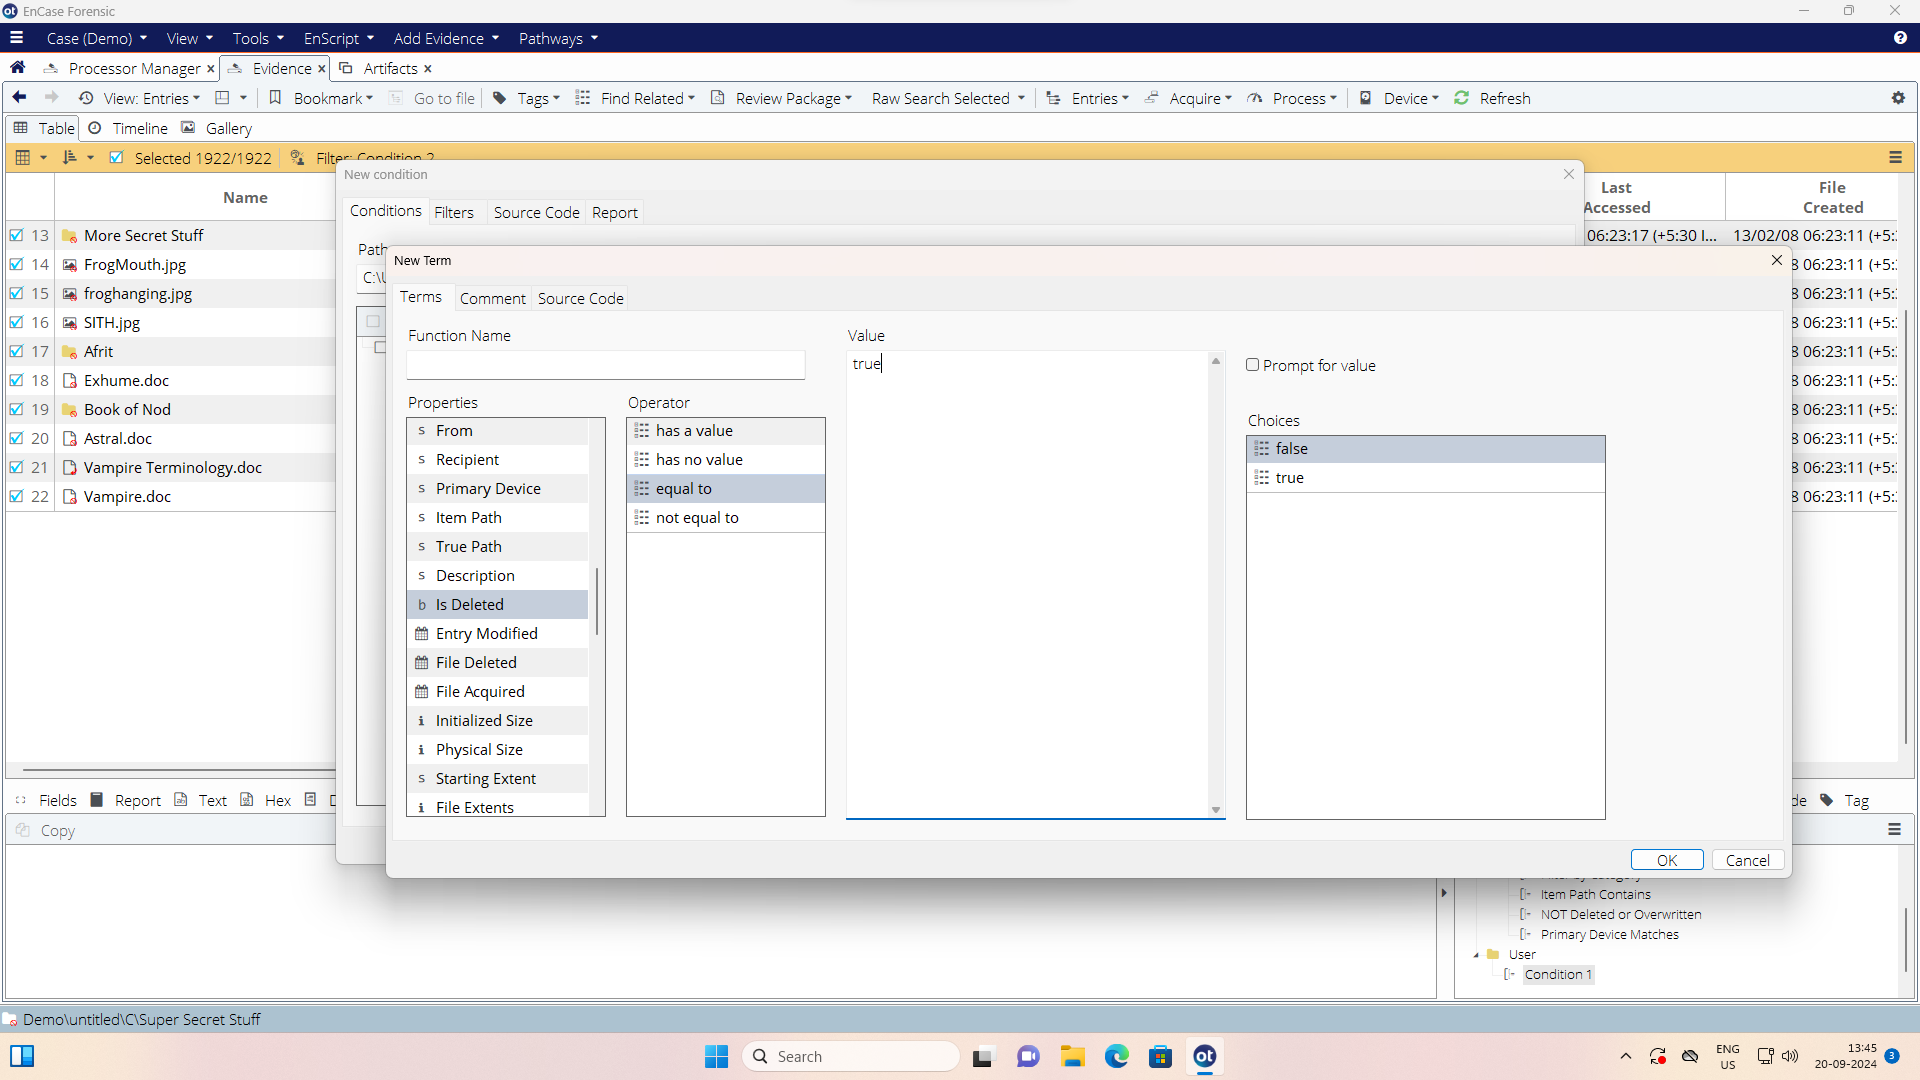 EnCase Forensic
Case (Demo) View Tools EnScript Add Evidence Pathways
Processor Manager Evidence Artifacts
View: Entries Bookmark Go to file Tags Find Related Review Package Raw Search Selected Entries Acquire Process Device Refresh
Table Timeline Gallery
Selected 1922/1922 Filter: Condition 2
New condition
Name
Last Accessed
File Created
Conditions Filters Source Code Report
13 More Secret Stuff
06:23:17 (+5:30 I... 13/02/08 06:23:11 (+5:
Path
New Term
14 FrogMouth.jpg
8 06:23:11 (+5:
C:\U
15 froghanging.jpg
8 06:23:11 (+5:
Terms Comment Source Code
16 SITH.jpg
8 06:23:11 (+5:
17 Afrit
8 06:23:11 (+5:
18 Exhume.doc
8 06:23:11 (+5:
19 Book of Nod
8 06:23:11 (+5:
20 Astral.doc
8 06:23:11 (+5:
21 Vampire Terminology.doc
8 06:23:11 (+5:
22 Vampire.doc
8 06:23:11 (+5:
Function Name
Value
true
Prompt for value
Properties
From
Recipient
Primary Device
Item Path
True Path
Description
Is Deleted
Entry Modified
File Deleted
File Acquired
Initialized Size
Physical Size
Starting Extent
File Extents
Operator
has a value
has no value
equal to
not equal to
Choices
false
true
OK Cancel
Fields Report Text Hex D
de Tag
Copy
Item Path Contains
NOT Deleted or Overwritten
Primary Device Matches
User
Condition 1
Demo\untitled\C\Super Secret Stuff
Search
ENG
US
13:45
20-09-2024
3